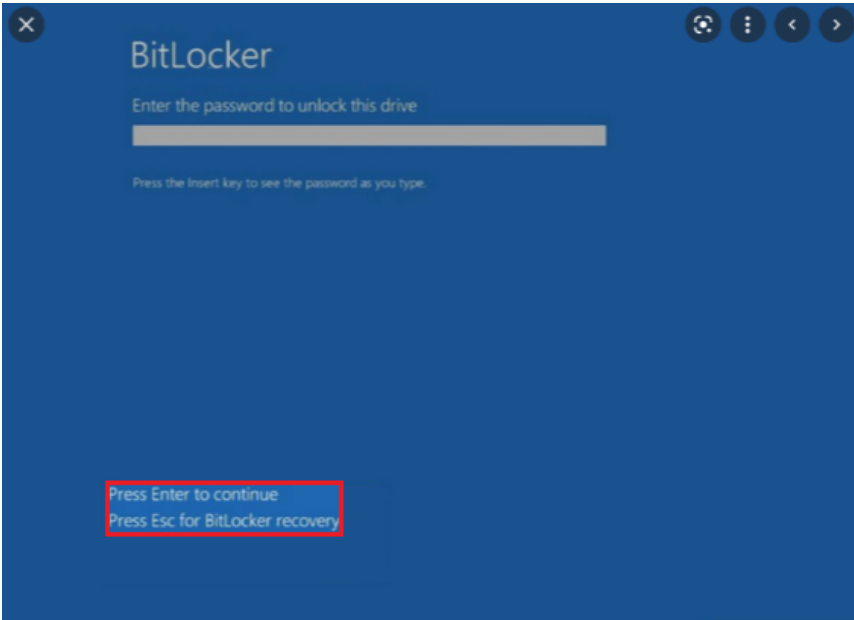 BitLocker
Enter the password to unlock this drive
Press the Insert key to see the password as you type.
Press Enter to continue
Press Esc for BitLocker recovery